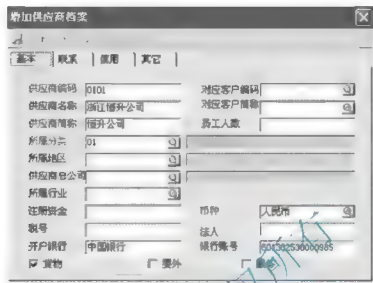 增加供应商档案
基本 联系 信用 其它
供应商编码 0101 对应客户编码
供应商名称 浙江恒升公司 对应客户简称
供应商简称 恒升公司 员工人数
所属分类 01
所属地区
供应商总公司
所属行业
注册资金 币种 人民币
税号 法人
开户银行 中国银行 银行账号
货物 委外